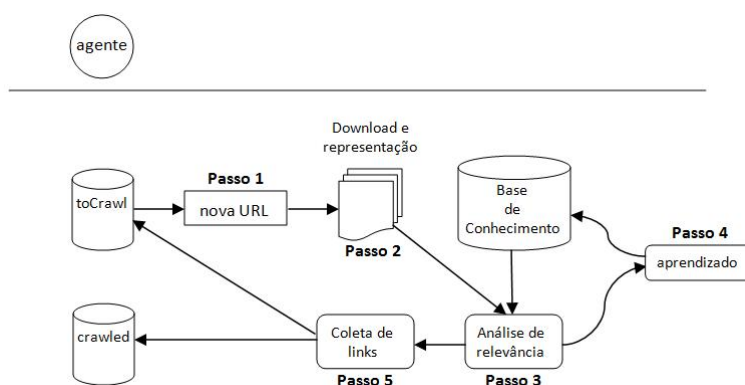 agente
Download e
representação
Passo 1
toCrawl
nova URL
Passo 2
Base
de
Conhecimento
Passo 4
aprendizado
crawled
Coleta de
links
Passo 5
Análise de
relevância
Passo 3